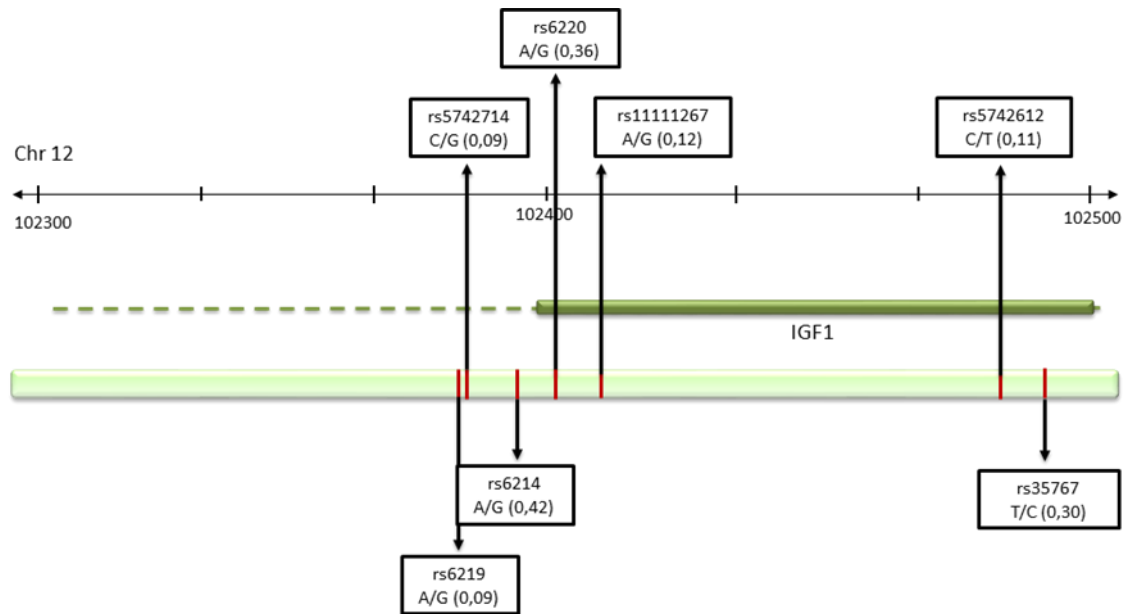 rs6220
A/G (0,36)
rs5742714
C/G (0,09)
rs11111267
A/G (0,12)
rs5742612
C/T (0,11)
Chr 12
102300
102400
102500
IGF1
rs6214
A/G (0,42)
rs35767
T/C (0,30)
rs6219
A/G (0,09)